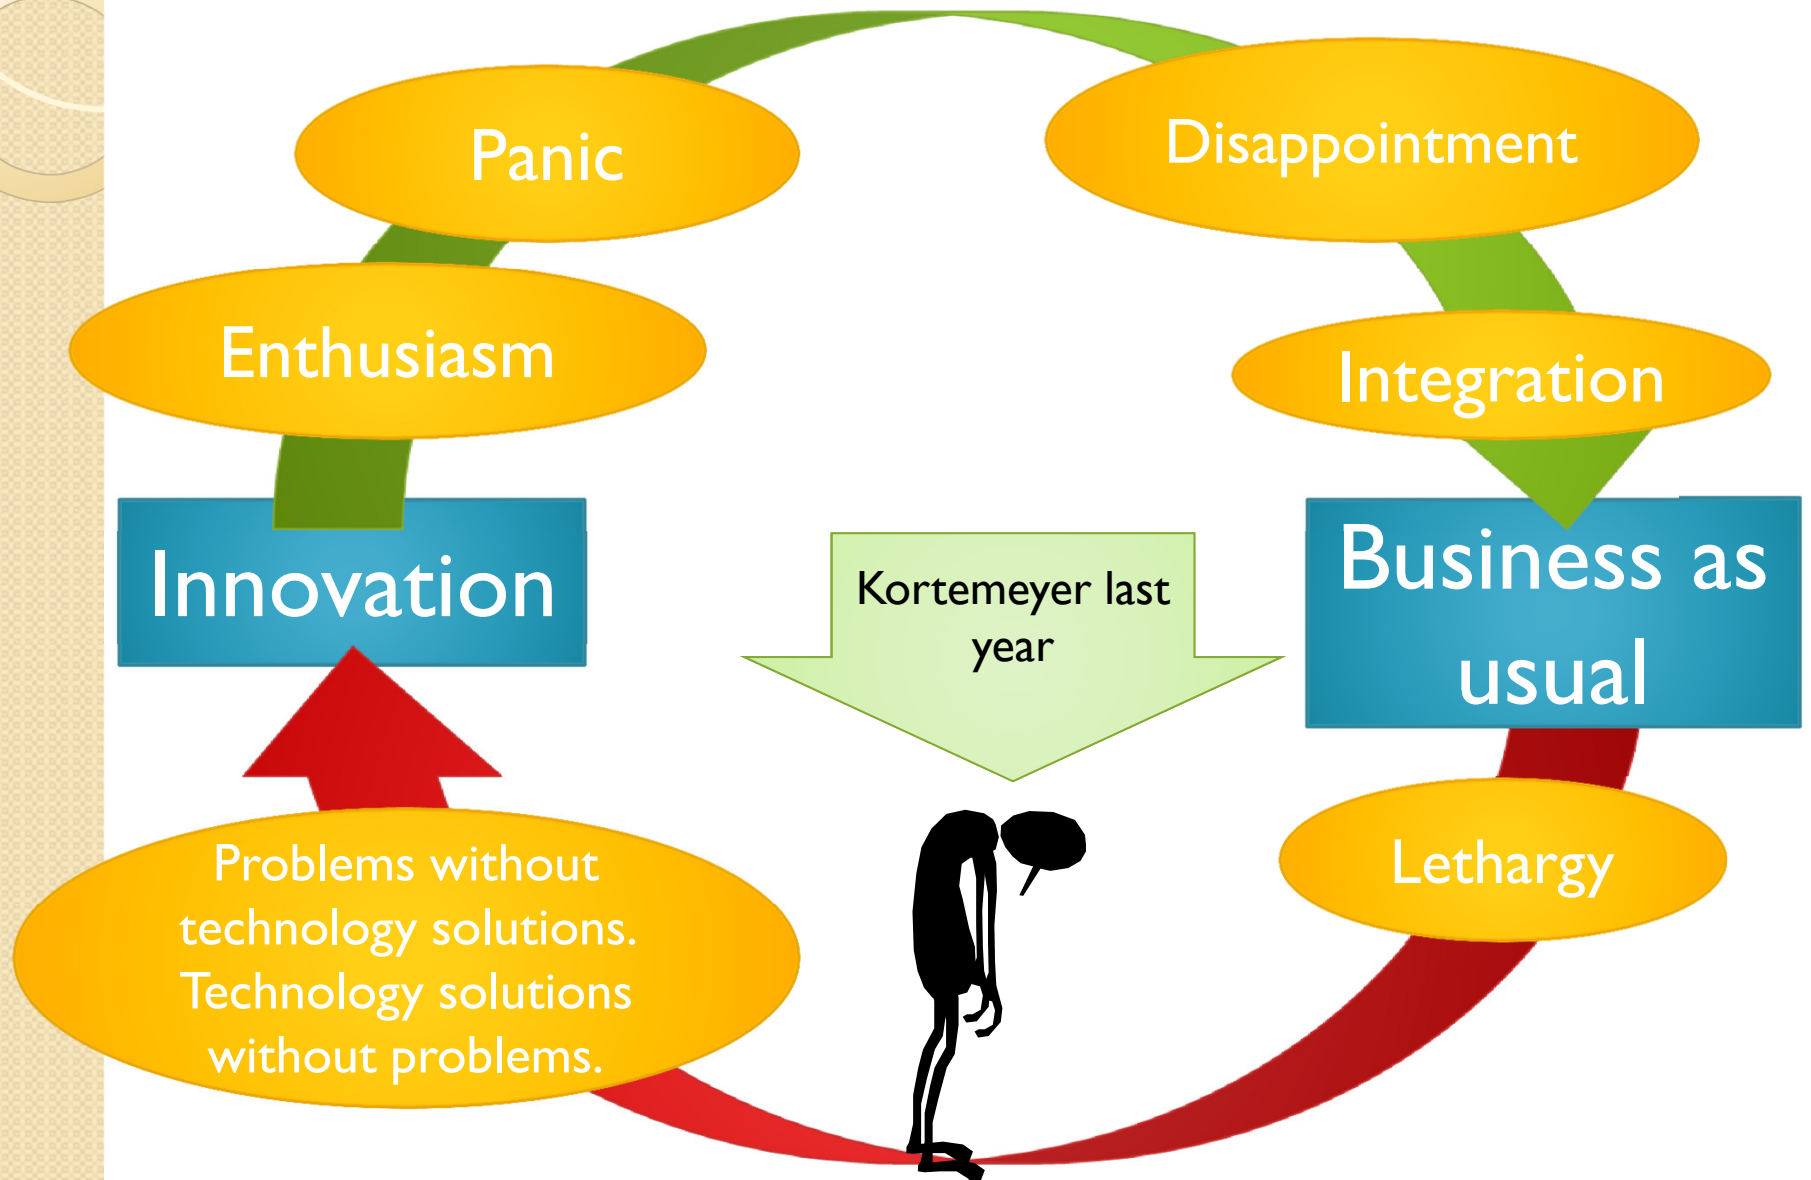 Panic
Disappointment
Enthusiasm
Integration
Innovation
Kortemeyer last
year
Business as
usual
Problems without
technology solutions.
Technology solutions
without problems.
Lethargy